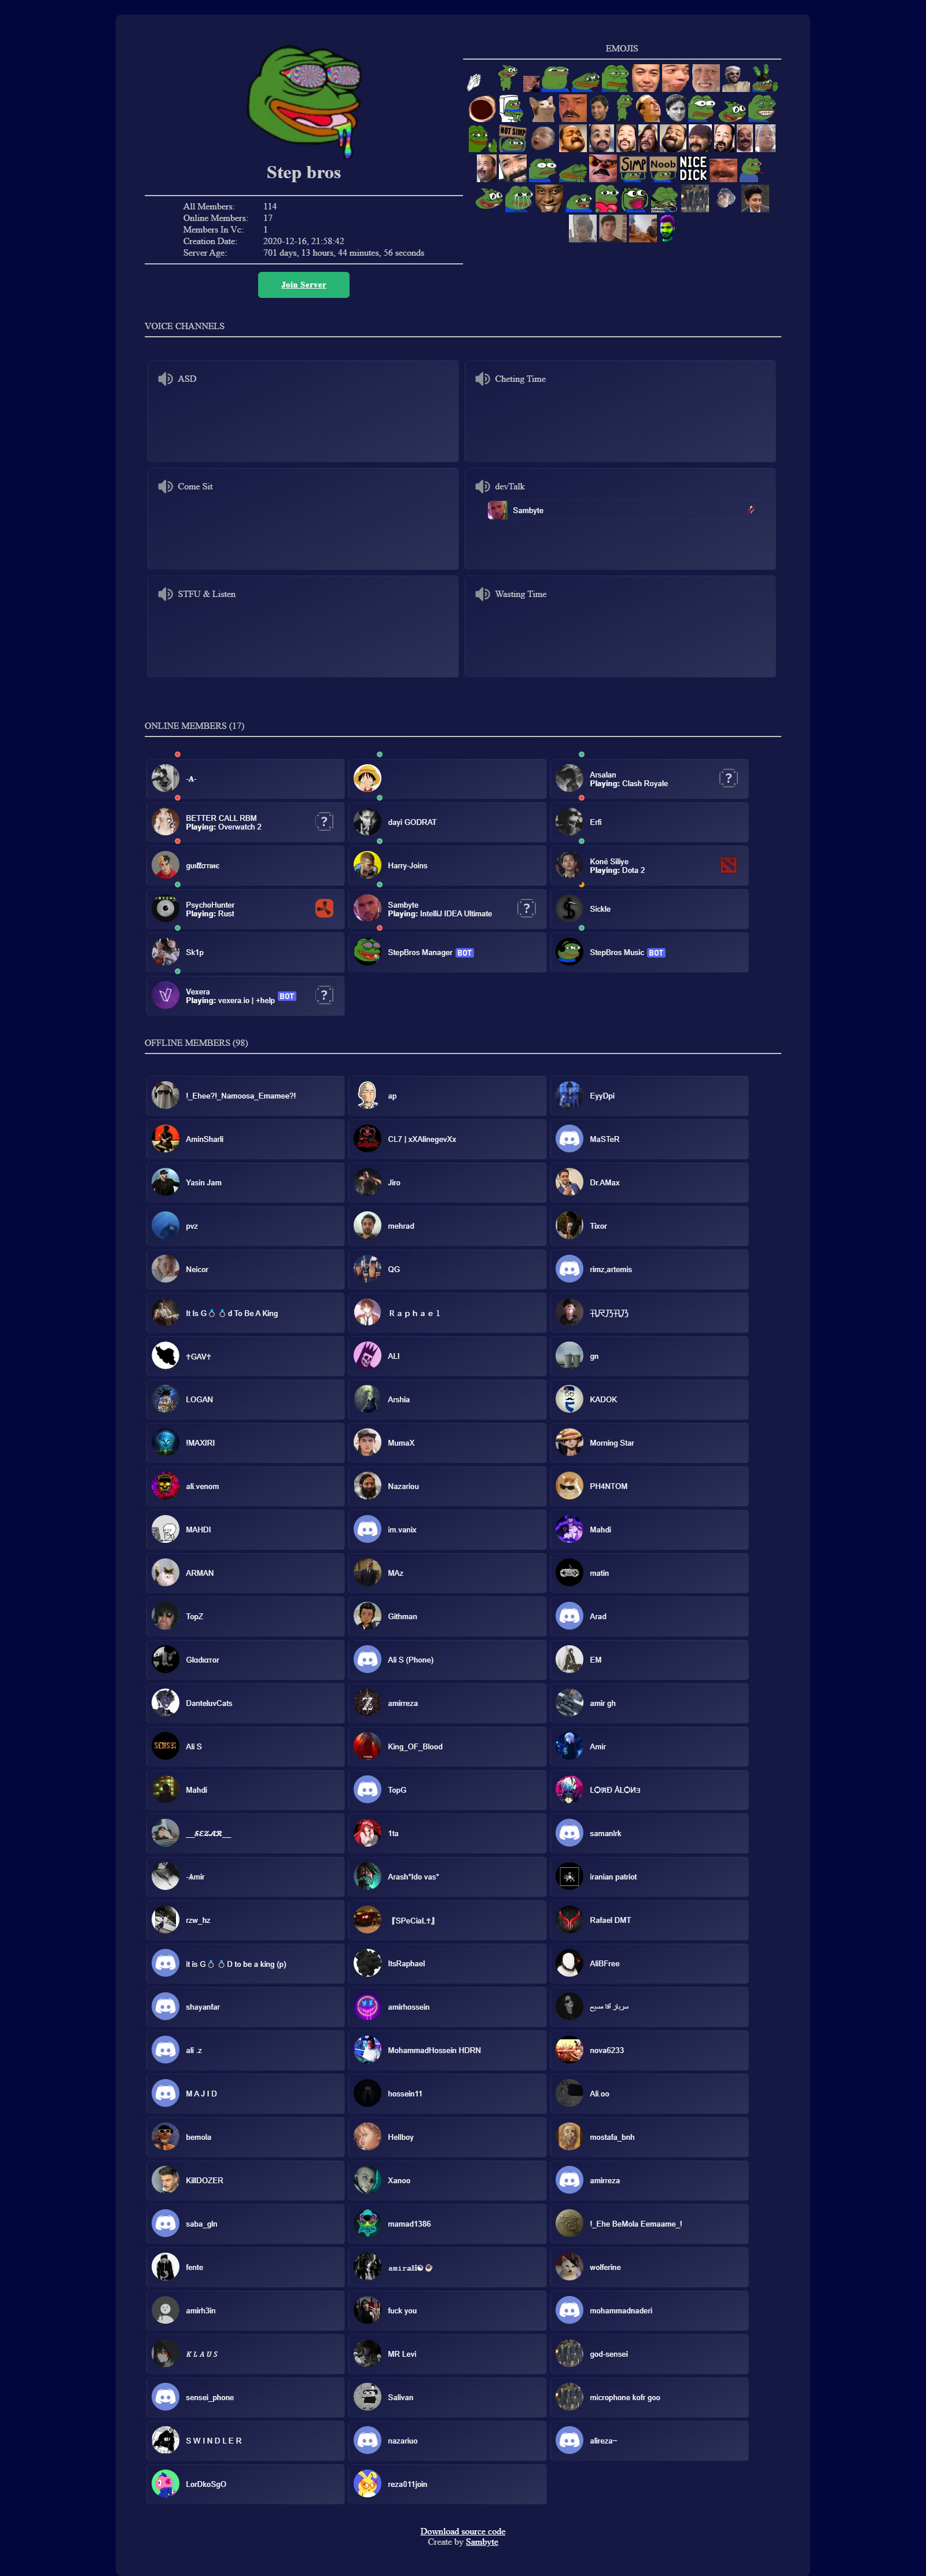 Step bros
All Members: 114
Online Members: 17
Members In Vc: 1
Creation Date: 2020-12-16, 21:58:42
Server Age: 701 days, 13 hours, 44 minutes, 56 seconds
Join Server
EMOJIS
NOT SIMP
SIMP
Noob
NICE DICK
VOICE CHANNELS
ASD
Cheting Time
Come Sit
devTalk
Sambyte
STFU & Listen
Wasting Time
ONLINE MEMBERS (17)
-A-
Arsalan
Playing: Clash Royale
BETTER CALL RBM
Playing: Overwatch 2
dayi GODRAT
Erfi
Harry-Joins
Koné Siliye
Playing: Dota 2
PsychoHunter
Playing: Rust
Sambyte
Playing: IntelliJ IDEA Ultimate
Sickle
Sk1p
StepBros Manager BOT
StepBros Music BOT
Vexera
Playing: vexera.io | +help BOT
OFFLINE MEMBERS (98)
!_Ehee?!_Namoosa_Emamee?!
ap
EyyDpi
AminSharli
CL7 | xXAlinegevXx
MaSTeR
Yasin Jam
Jiro
Dr.AMax
pvz
mehrad
Tixor
Neicor
QG
rimz,artemis
It Is G💍💍d To Be A King
Ｒａｐｈａｅｌ
✝GAV✝
ALI
gn
LOGAN
Arshia
KADOK
!MAXIRI
MumaX
Morning Star
ali.venom
Nazariou
PH4NTOM
MAHDI
im.vanix
Mahdi
ARMAN
MAz
matin
TopZ
Githman
Arad
Glαdιατοr
Ali S (Phone)
EM
DanteluvCats
amirreza
amir gh
Ali S
King_OF_Blood
Amir
Mahdi
TopG
__𝑺𝑬𝒁𝑨𝑹__
1ta
samanlrk
-Amir
Arash*Ido vas*
iranian patriot
rzw_hz
『SPeCiaL✝』
Rafael DMT
it is G💍💍D to be a king (p)
ItsRaphael
AliBFree
shayanfar
amirhossein
سرباز آقا مسیح
ali .z
MohammadHossein HDRN
nova6233
M A J I D
hossein11
Ali.oo
bemola
Hellboy
mostafa_bnh
KillDOZER
Xanoo
amirreza
saba_gln
mamad1386
!_Ehe BeMola Eemaame_!
fente
wolferine
amirh3in
fuck you
mohammadnaderi
𝐾 𝐿 𝐴 𝑈 𝑆
MR Levi
god-sensei
sensei_phone
Salivan
microphone kofr goo
S W I N D L E R
nazariuo
alireza~
LorDkoSgO
reza011join
Download source code
Create by Sambyte